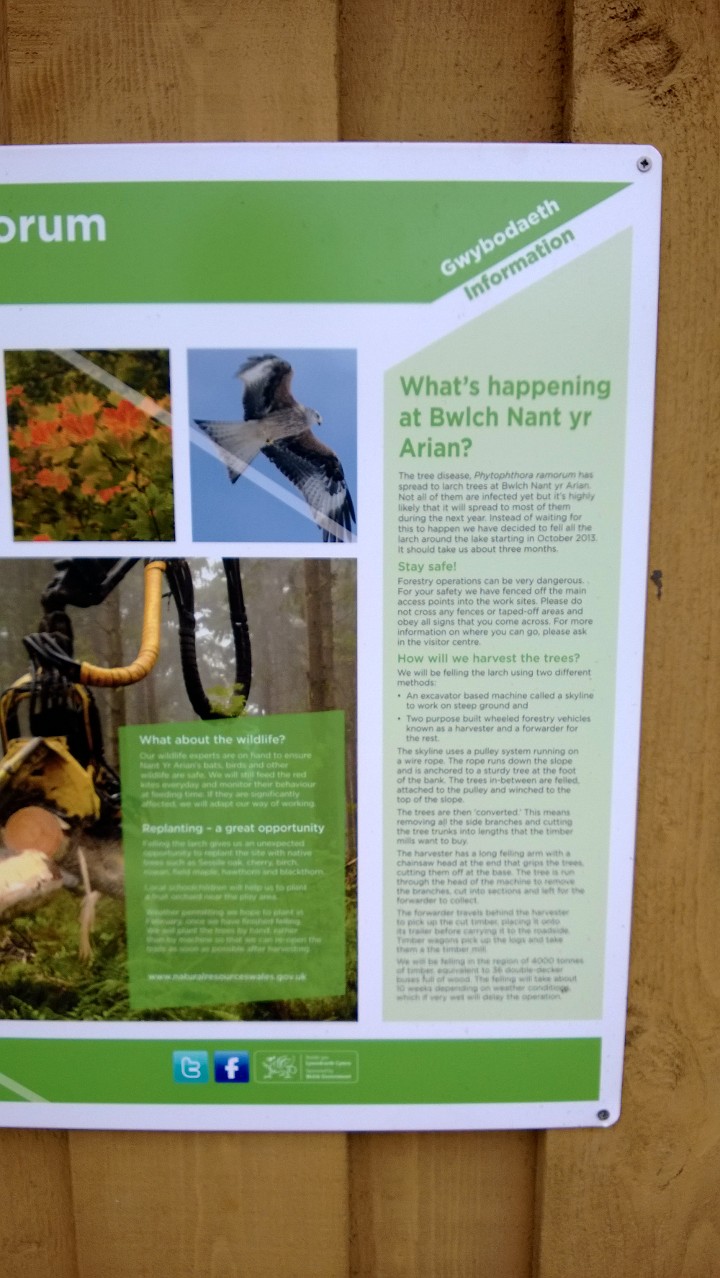 orum
Gwybodaeth
Information
What's happening
at Bwlch Nant yr
Arian?
The tree disease, Phytophthora ramorum has
spread to larch trees at Bwlch Nant yr Arian.
Not all of them are infected yet but it's highly
likely that it will spread to most of them
during the next year. Instead of waiting for
this to happen we have decided to fell all the
larch around the lake starting in October 2013.
It should take us about three months.
Stay safe!
Forestry operations can be very dangerous. .
For your safety we have fenced off the main
access points into the work sites. Please do
not cross any fences or taped-off areas and
obey all signs that you come across. For more
information on where you can go, please ask
in the visitor centre.
How will we harvest the trees?
We will be felling the larch using two different
methods:
• An excavator based machine called a skyline
to work on steep ground and
• Two purpose built wheeled forestry vehicles
known as a harvester and a forwarder for
the rest.
The skyline uses a pulley system running on
a wire rope. The rope runs down the slope
and is anchored to a sturdy tree at the foot
of the bank. The trees in-between are felled,
attached to the pulley and winched to the
top of the slope.
The trees are then 'converted.' This means
removing all the side branches and cutting
the tree trunks into lengths that the timber
mills want to buy.
The harvester has a long felling arm with a
chainsaw head at the end that grips the trees,
cutting them off at the base. The tree is run
through the head of the machine to remove
the branches, cut into sections and left for the
forwarder to collect.
The forwarder travels behind the harvester
to pick up the cut timber, placing it onto
its trailer before carrying it to the roadside.
Timber wagons pick up the logs and take
them a the timber mill.
We will be felling in the region of 4000 tonnes
of timber, equivalent to 36 double-decker
buses full of wood. The felling will take about
10 weeks depending on weather conditions,
which if very wet will delay the operation.
What about the wildlife?
Our wildlife experts are on hand to ensure
Nant Yr Arian's bats, birds and other
wildlife are safe. We will still feed the red
kites everyday and monitor their behaviour
at feeding time. If they are significantly
affected, we will adapt our way of working.
Replanting – a great opportunity
Felling the larch gives us an unexpected
opportunity to replant the site with native
trees such as Sessile oak, cherry, birch,
rowan, field maple, hawthorn and blackthorn.
Local schoolchildren will help us to plant
a fruit orchard near the play area.
Weather permitting we hope to plant in
February, once we have finished felling.
We will plant the trees by hand rather
than by machine so that we can re-open the
trails as soon as possible after harvesting.
www.naturalresourceswales.gov.uk
Llywodraeth Cymru
Welsh Government